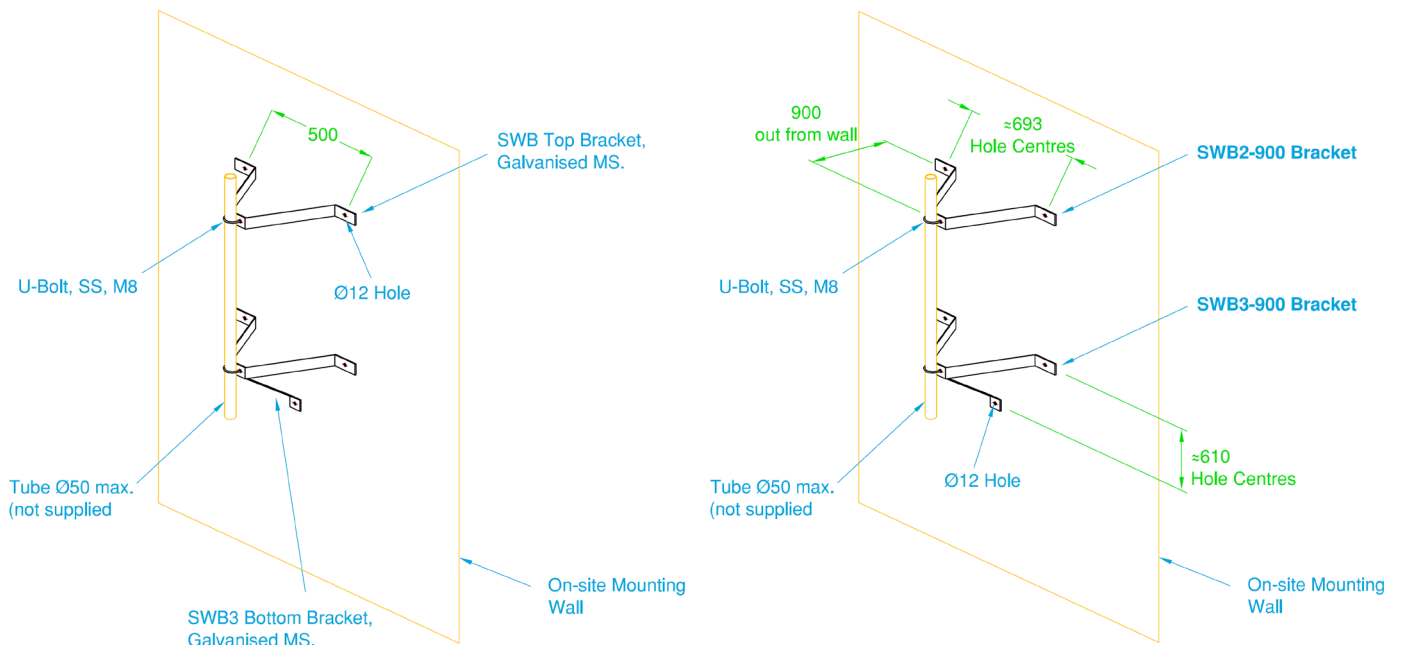 500
SWB Top Bracket,
Galvanised MS.
U-Bolt, SS, M8
Ø12 Hole
Tube Ø50 max.
(not supplied
On-site Mounting
Wall
SWB3 Bottom Bracket,
Galvanised MS.
900
out from wall
≈693
Hole Centres
SWB2-900 Bracket
U-Bolt, SS, M8
SWB3-900 Bracket
≈610
Hole Centres
Ø12 Hole
Tube Ø50 max.
(not supplied
On-site Mounting
Wall